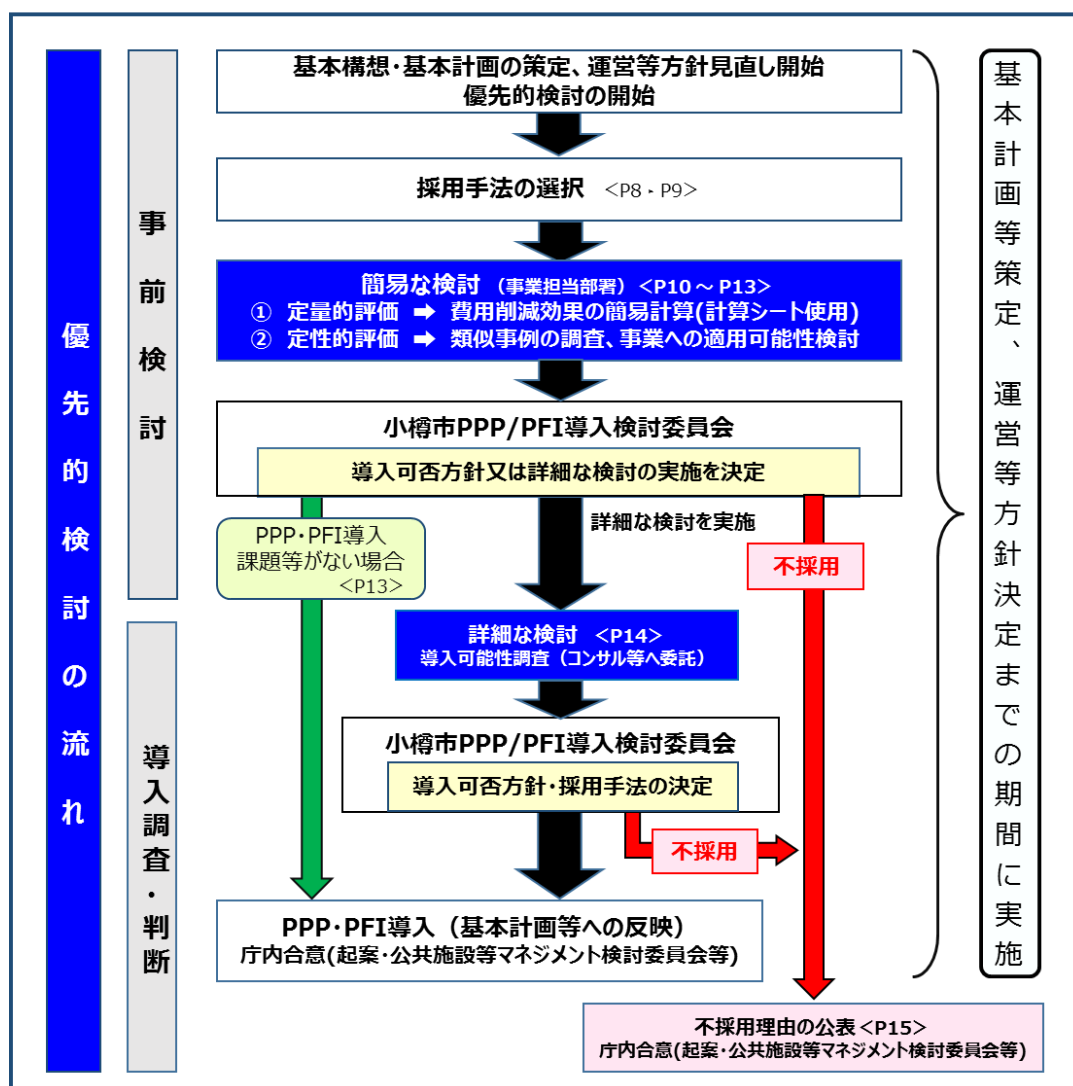 優先的検討の流れ
事前検討
導入調査・判断
基本構想・基本計画の策定、運営等方針見直し開始
優先的検討の開始
採用手法の選択 <P8・P9>
簡易な検討 (事業担当部署) <P10～P13>
① 定量的評価 ➡ 費用削減効果の簡易計算(計算シート使用)
② 定性的評価 ➡ 類似事例の調査、事業への適用可能性検討
小樽市PPP/PFI導入検討委員会
導入可否方針又は詳細な検討の実施を決定
PPP・PFI導入
課題等がない場合
<P13>
詳細な検討を実施
不採用
詳細な検討 <P14>
導入可能性調査（コンサル等へ委託）
小樽市PPP/PFI導入検討委員会
導入可否方針・採用手法の決定
不採用
PPP・PFI導入（基本計画等への反映）
庁内合意(起案・公共施設等マネジメント検討委員会等)
不採用理由の公表<P15>
庁内合意(起案・公共施設等マネジメント検討委員会等)
基本計画等策定、運営等方針決定までの期間に実施